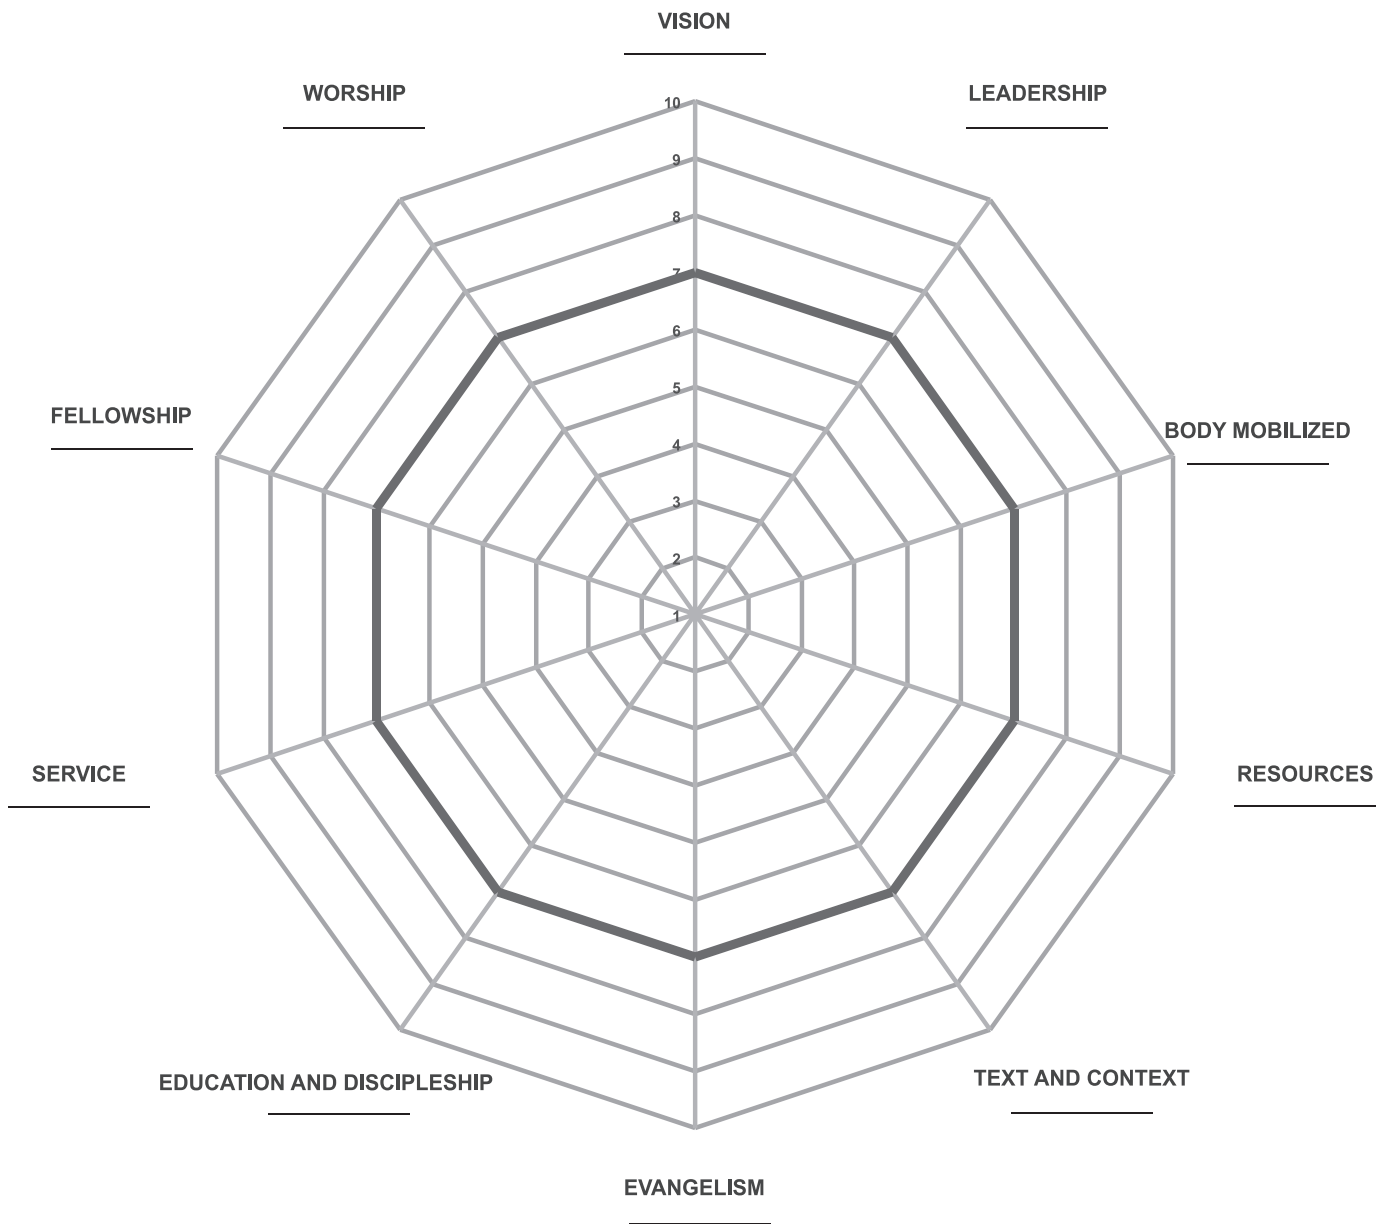 VISION
WORSHIP
LEADERSHIP
10
9
8
7
6
5
4
3
2
1
FELLOWSHIP
BODY MOBILIZED
SERVICE
RESOURCES
EDUCATION AND DISCIPLESHIP
TEXT AND CONTEXT
EVANGELISM